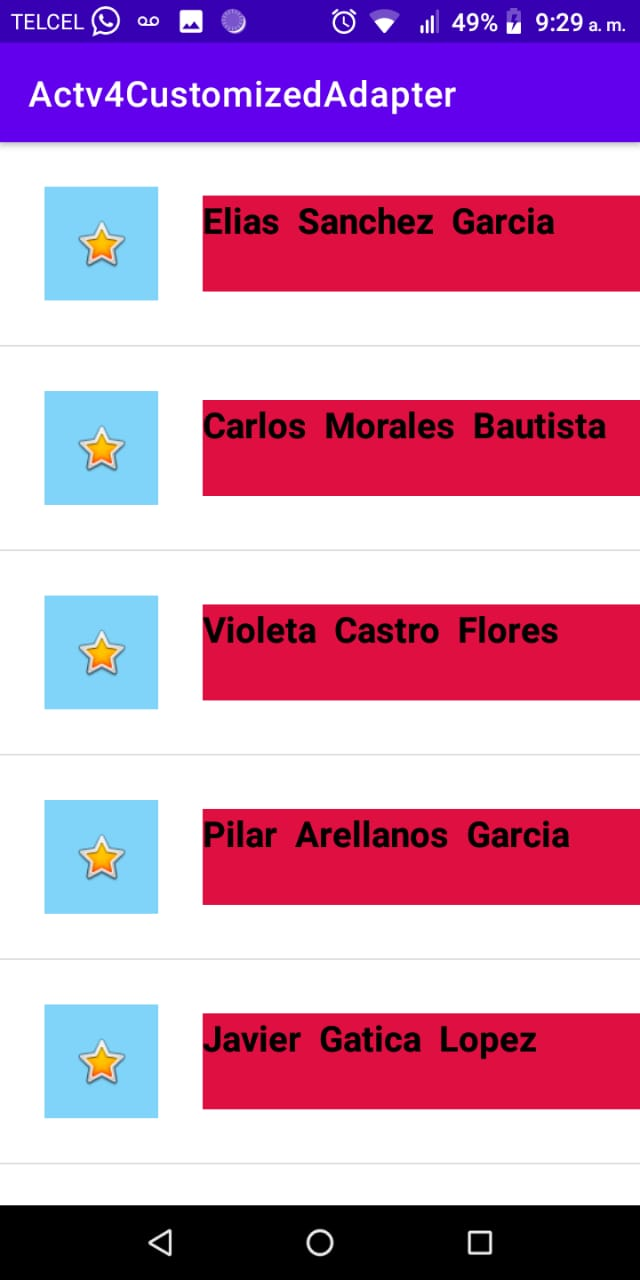 TELCEL 49% 9:29 a. m.
Actv4CustomizedAdapter
Elias Sanchez Garcia
Carlos Morales Bautista
Violeta Castro Flores
Pilar Arellanos Garcia
Javier Gatica Lopez